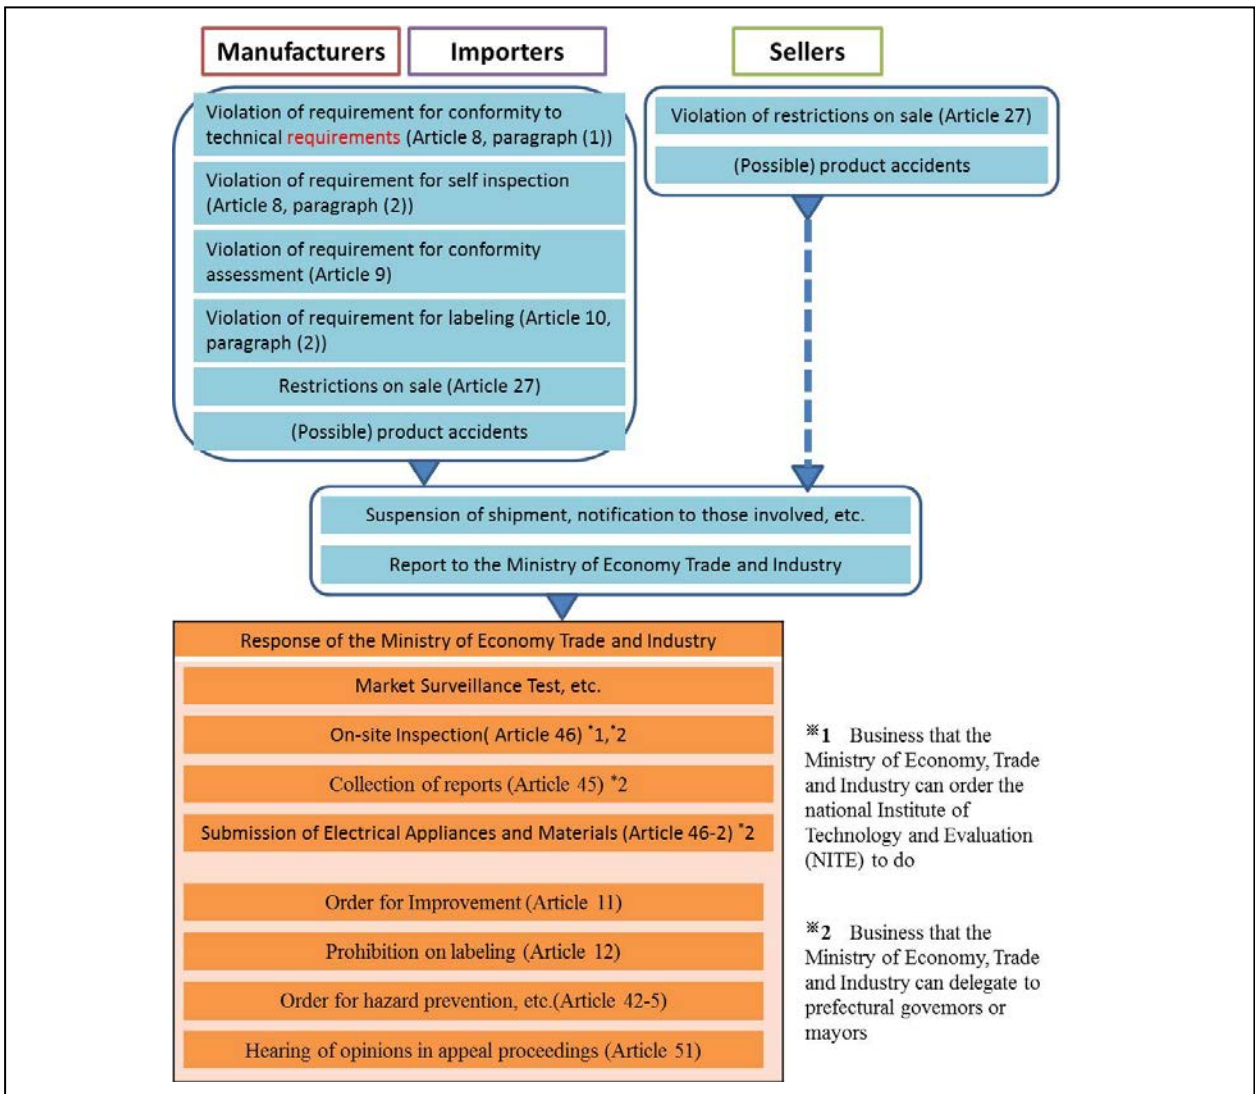 Manufacturers
Importers
Sellers
Violation of requirement for conformity to
technical requirements (Article 8, paragraph (1))
Violation of requirement for self inspection
(Article 8, paragraph (2))
Violation of requirement for conformity
assessment (Article 9)
Violation of requirement for labeling (Article 10,
paragraph (2))
Restrictions on sale (Article 27)
(Possible) product accidents
Violation of restrictions on sale (Article 27)
(Possible) product accidents
Suspension of shipment, notification to those involved, etc.
Report to the Ministry of Economy Trade and Industry
Response of the Ministry of Economy Trade and Industry
Market Surveillance Test, etc.
On-site Inspection( Article 46) *1,*2
Collection of reports (Article 45) *2
Submission of Electrical Appliances and Materials (Article 46-2) *2
Order for Improvement (Article 11)
Prohibition on labeling (Article 12)
Order for hazard prevention, etc.(Article 42-5)
Hearing of opinions in appeal proceedings (Article 51)
※1 Business that the
Ministry of Economy, Trade
and Industry can order the
national Institute of
Technology and Evaluation
(NITE) to do
※2 Business that the
Ministry of Economy, Trade
and Industry can delegate to
prefectural govemors or
mayors